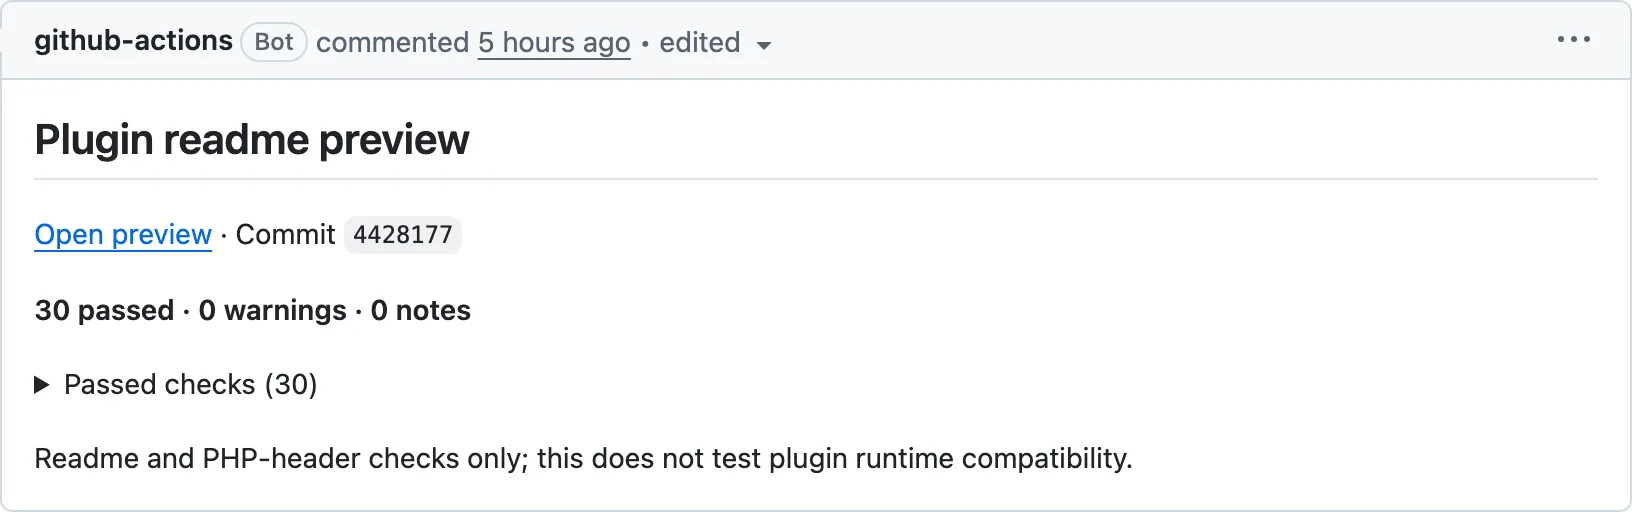 github-actions Bot commented 5 hours ago • edited
Plugin readme preview
Open preview · Commit 4428177
30 passed · 0 warnings · 0 notes
Passed checks (30)
Readme and PHP-header checks only; this does not test plugin runtime compatibility.